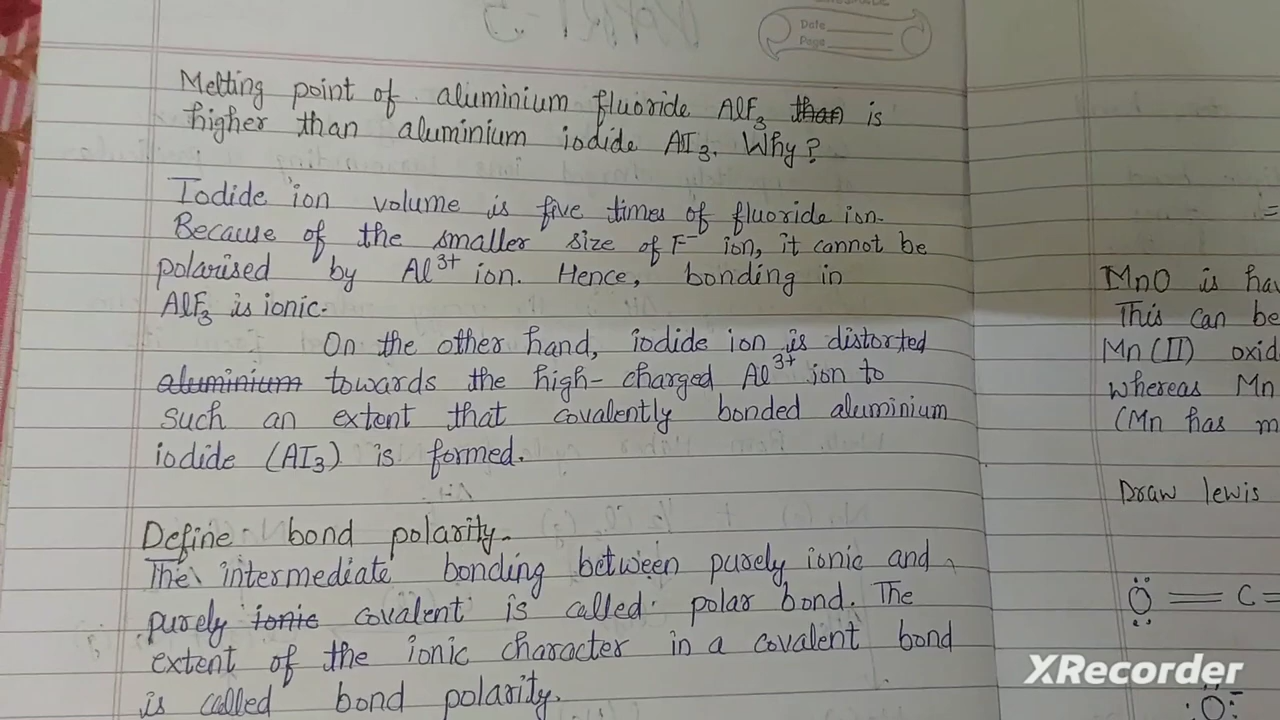 Date
Page
Melting point of aluminium fluoride AlF₃ ~~than~~ is
higher than aluminium iodide AI₃. Why?
Iodide ion volume is five times of fluoride ion.
Because of the smaller size of F⁻ ion, it cannot be
polarised by Al³⁺ ion. Hence, bonding in
AlF₃ is ionic.
On the other hand, iodide ion is distorted
~~aluminium~~ towards the high-charged Al³⁺ ion to
such an extent that covalently bonded aluminium
iodide (AI₃) is formed.
Define bond polarity.
The intermediate bonding between purely ionic and
purely ~~ionic~~ covalent is called polar bond. The
extent of the ionic character in a covalent bond
is called bond polarity.
MnO is ha
This can be
Mn(II) oxid
whereas Mn
(Mn has m
Draw lewis
O = C =
O
XRecorder